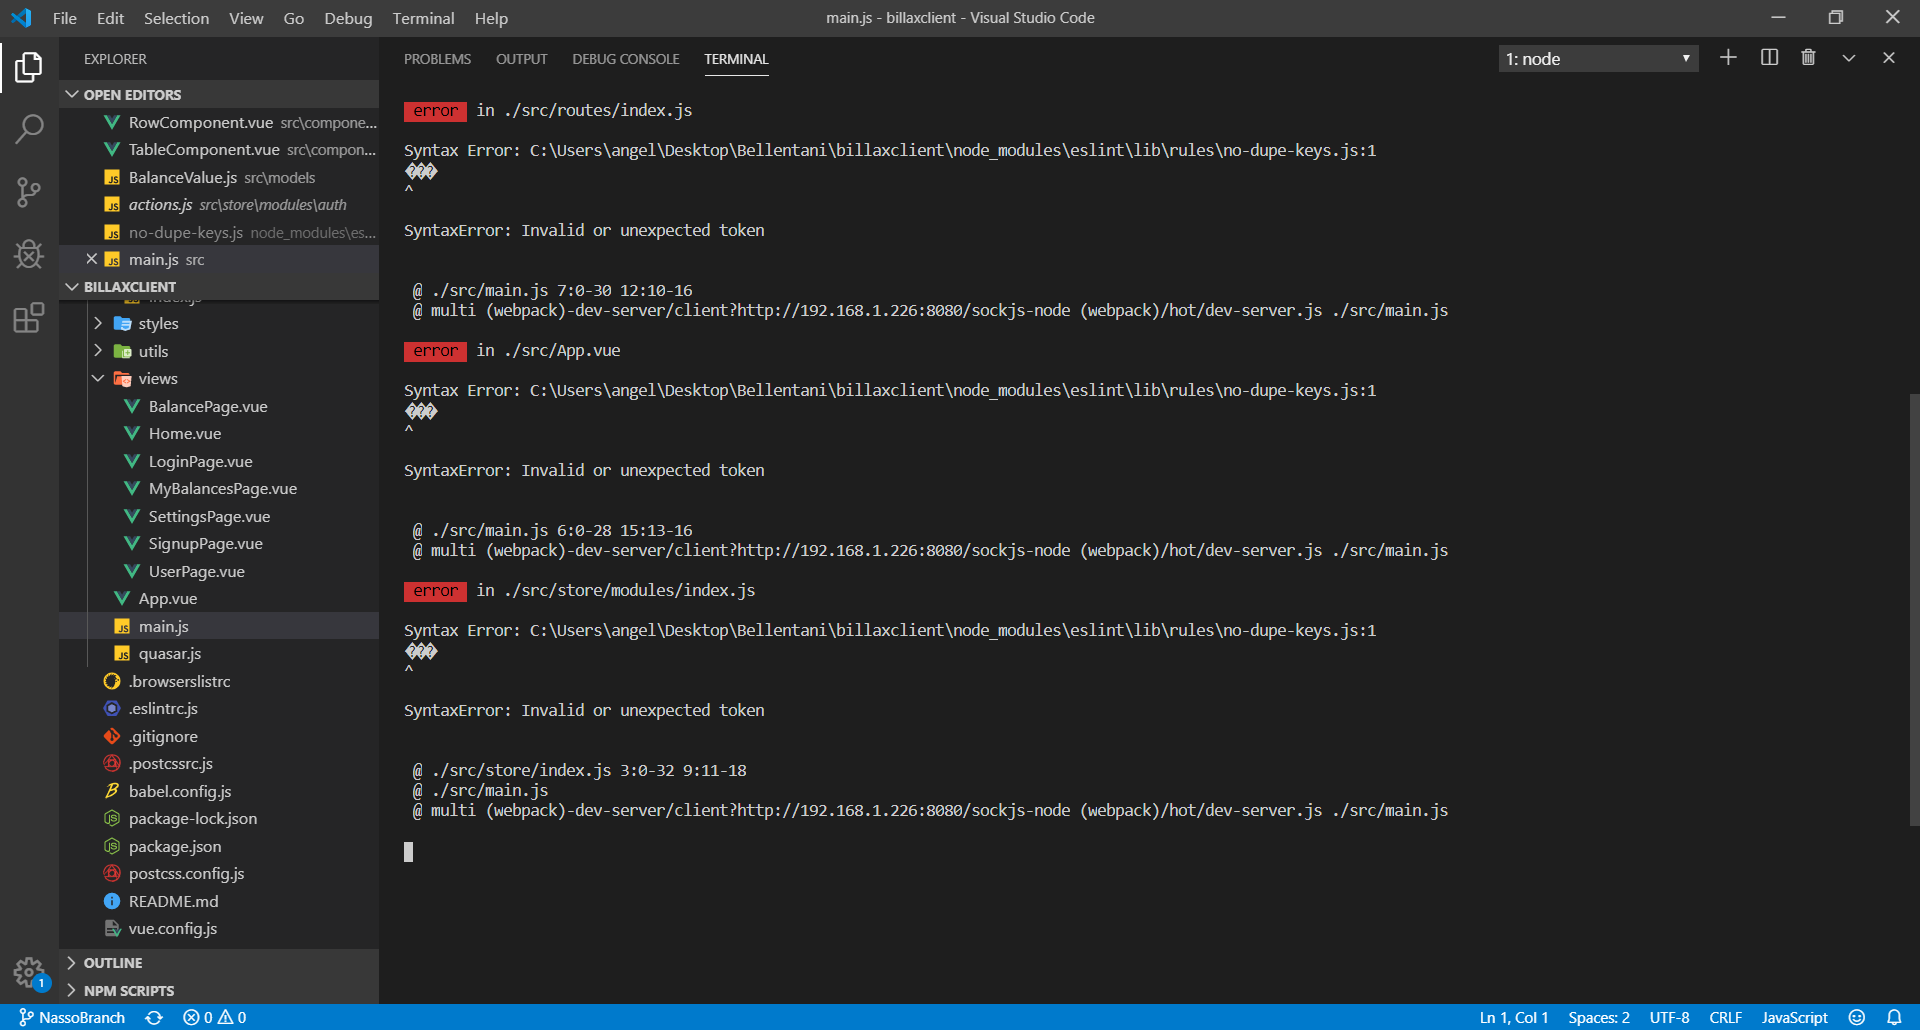 File Edit Selection View Go Debug Terminal Help
main.js - billaxclient - Visual Studio Code
EXPLORER
OPEN EDITORS
RowComponent.vue src\compone...
TableComponent.vue src\compon...
BalanceValue.js src\models
actions.js src\store\modules\auth
no-dupe-keys.js node_modules\es...
main.js src
BILLAXCLIENT
index.js
styles
utils
views
BalancePage.vue
Home.vue
LoginPage.vue
MyBalancesPage.vue
SettingsPage.vue
SignupPage.vue
UserPage.vue
App.vue
main.js
quasar.js
.browserslistrc
.eslintrc.js
.gitignore
.postcssrc.js
babel.config.js
package-lock.json
package.json
postcss.config.js
README.md
vue.config.js
OUTLINE
NPM SCRIPTS
1
PROBLEMS OUTPUT DEBUG CONSOLE TERMINAL
1: node
error in ./src/routes/index.js
Syntax Error: C:\Users\angel\Desktop\Bellentani\billaxclient\node_modules\eslint\lib\rules\no-dupe-keys.js:1
���
^
SyntaxError: Invalid or unexpected token
@ ./src/main.js 7:0-30 12:10-16
@ multi (webpack)-dev-server/client?http://192.168.1.226:8080/sockjs-node (webpack)/hot/dev-server.js ./src/main.js
error in ./src/App.vue
Syntax Error: C:\Users\angel\Desktop\Bellentani\billaxclient\node_modules\eslint\lib\rules\no-dupe-keys.js:1
���
^
SyntaxError: Invalid or unexpected token
@ ./src/main.js 6:0-28 15:13-16
@ multi (webpack)-dev-server/client?http://192.168.1.226:8080/sockjs-node (webpack)/hot/dev-server.js ./src/main.js
error in ./src/store/modules/index.js
Syntax Error: C:\Users\angel\Desktop\Bellentani\billaxclient\node_modules\eslint\lib\rules\no-dupe-keys.js:1
���
^
SyntaxError: Invalid or unexpected token
@ ./src/store/index.js 3:0-32 9:11-18
@ ./src/main.js
@ multi (webpack)-dev-server/client?http://192.168.1.226:8080/sockjs-node (webpack)/hot/dev-server.js ./src/main.js
NassoBranch 0 0
Ln 1, Col 1 Spaces: 2 UTF-8 CRLF JavaScript